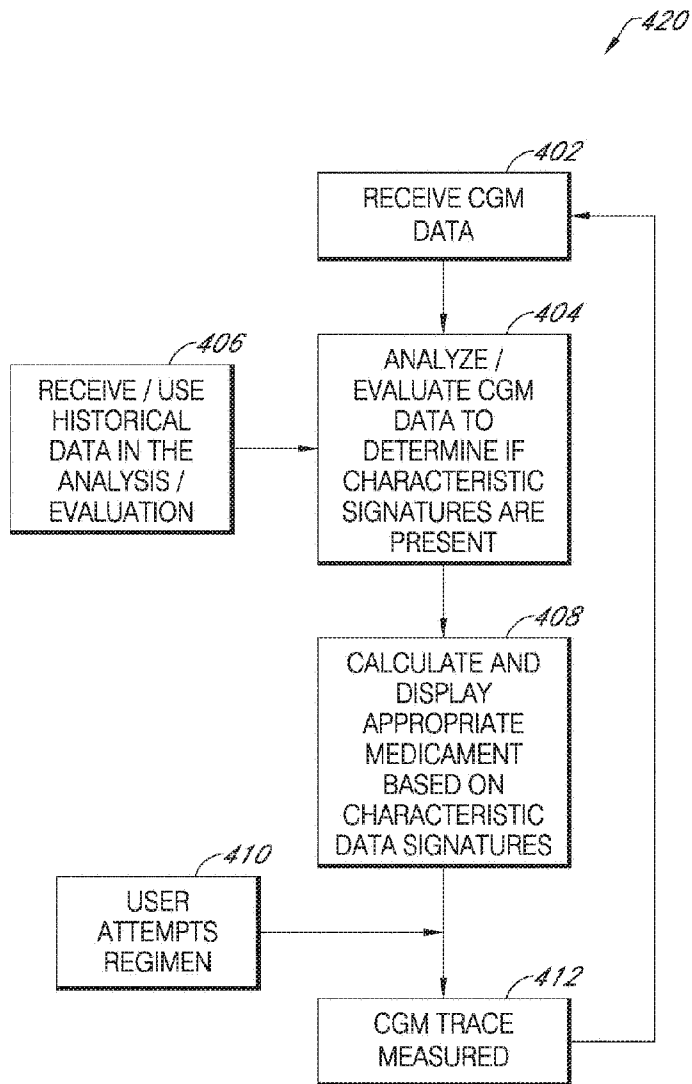 420
402
RECEIVE CGM
DATA
404
ANALYZE /
EVALUATE CGM
DATA TO
DETERMINE IF
CHARACTERISTIC
SIGNATURES ARE
PRESENT
406
RECEIVE / USE
HISTORICAL
DATA IN THE
ANALYSIS /
EVALUATION
408
CALCULATE AND
DISPLAY
APPROPRIATE
MEDICAMENT
BASED ON
CHARACTERISTIC
DATA SIGNATURES
410
USER
ATTEMPTS
REGIMEN
412
CGM TRACE
MEASURED